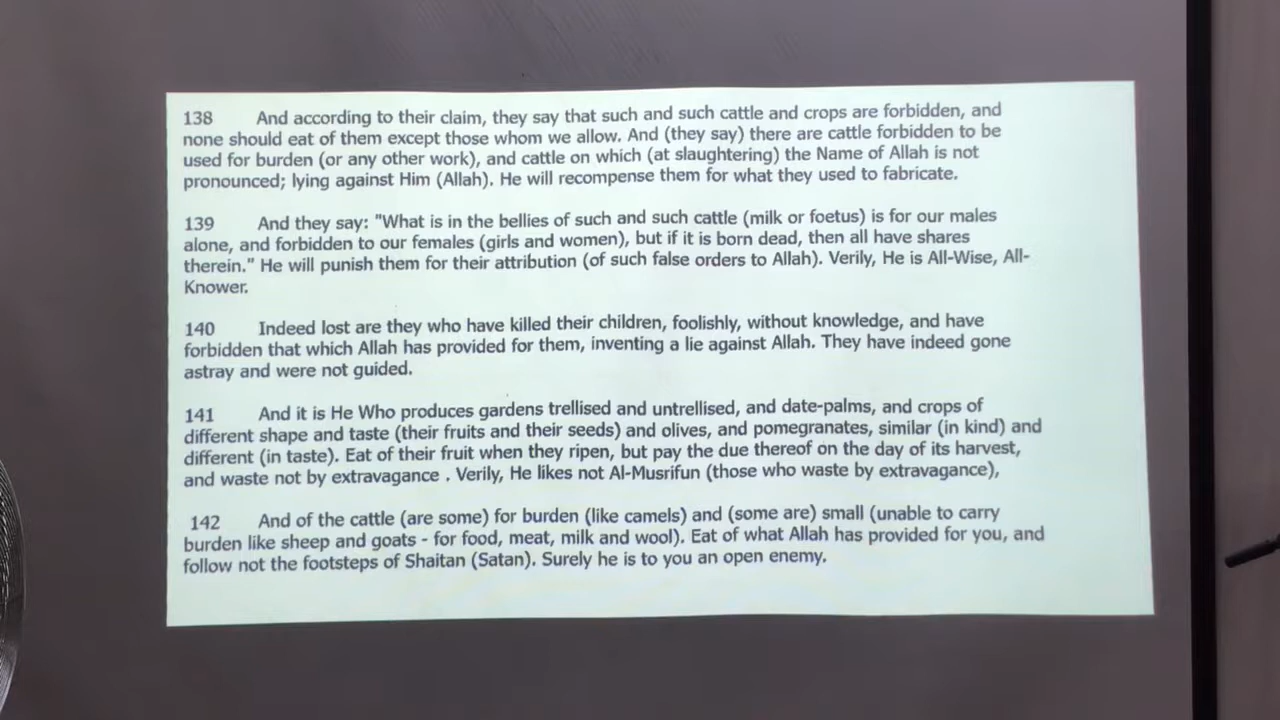 138 And according to their claim, they say that such and such cattle and crops are forbidden, and
none should eat of them except those whom we allow. And (they say) there are cattle forbidden to be
used for burden (or any other work), and cattle on which (at slaughtering) the Name of Allah is not
pronounced; lying against Him (Allah). He will recompense them for what they used to fabricate.
139 And they say: "What is in the bellies of such and such cattle (milk or foetus) is for our males
alone, and forbidden to our females (girls and women), but if it is born dead, then all have shares
therein." He will punish them for their attribution (of such false orders to Allah). Verily, He is All-Wise, All-
Knower.
140 Indeed lost are they who have killed their children, foolishly, without knowledge, and have
forbidden that which Allah has provided for them, inventing a lie against Allah. They have indeed gone
astray and were not guided.
141 And it is He Who produces gardens trellised and untrellised, and date-palms, and crops of
different shape and taste (their fruits and their seeds) and olives, and pomegranates, similar (in kind) and
different (in taste). Eat of their fruit when they ripen, but pay the due thereof on the day of its harvest,
and waste not by extravagance . Verily, He likes not Al-Musrifun (those who waste by extravagance),
142 And of the cattle (are some) for burden (like camels) and (some are) small (unable to carry
burden like sheep and goats - for food, meat, milk and wool). Eat of what Allah has provided for you, and
follow not the footsteps of Shaitan (Satan). Surely he is to you an open enemy.